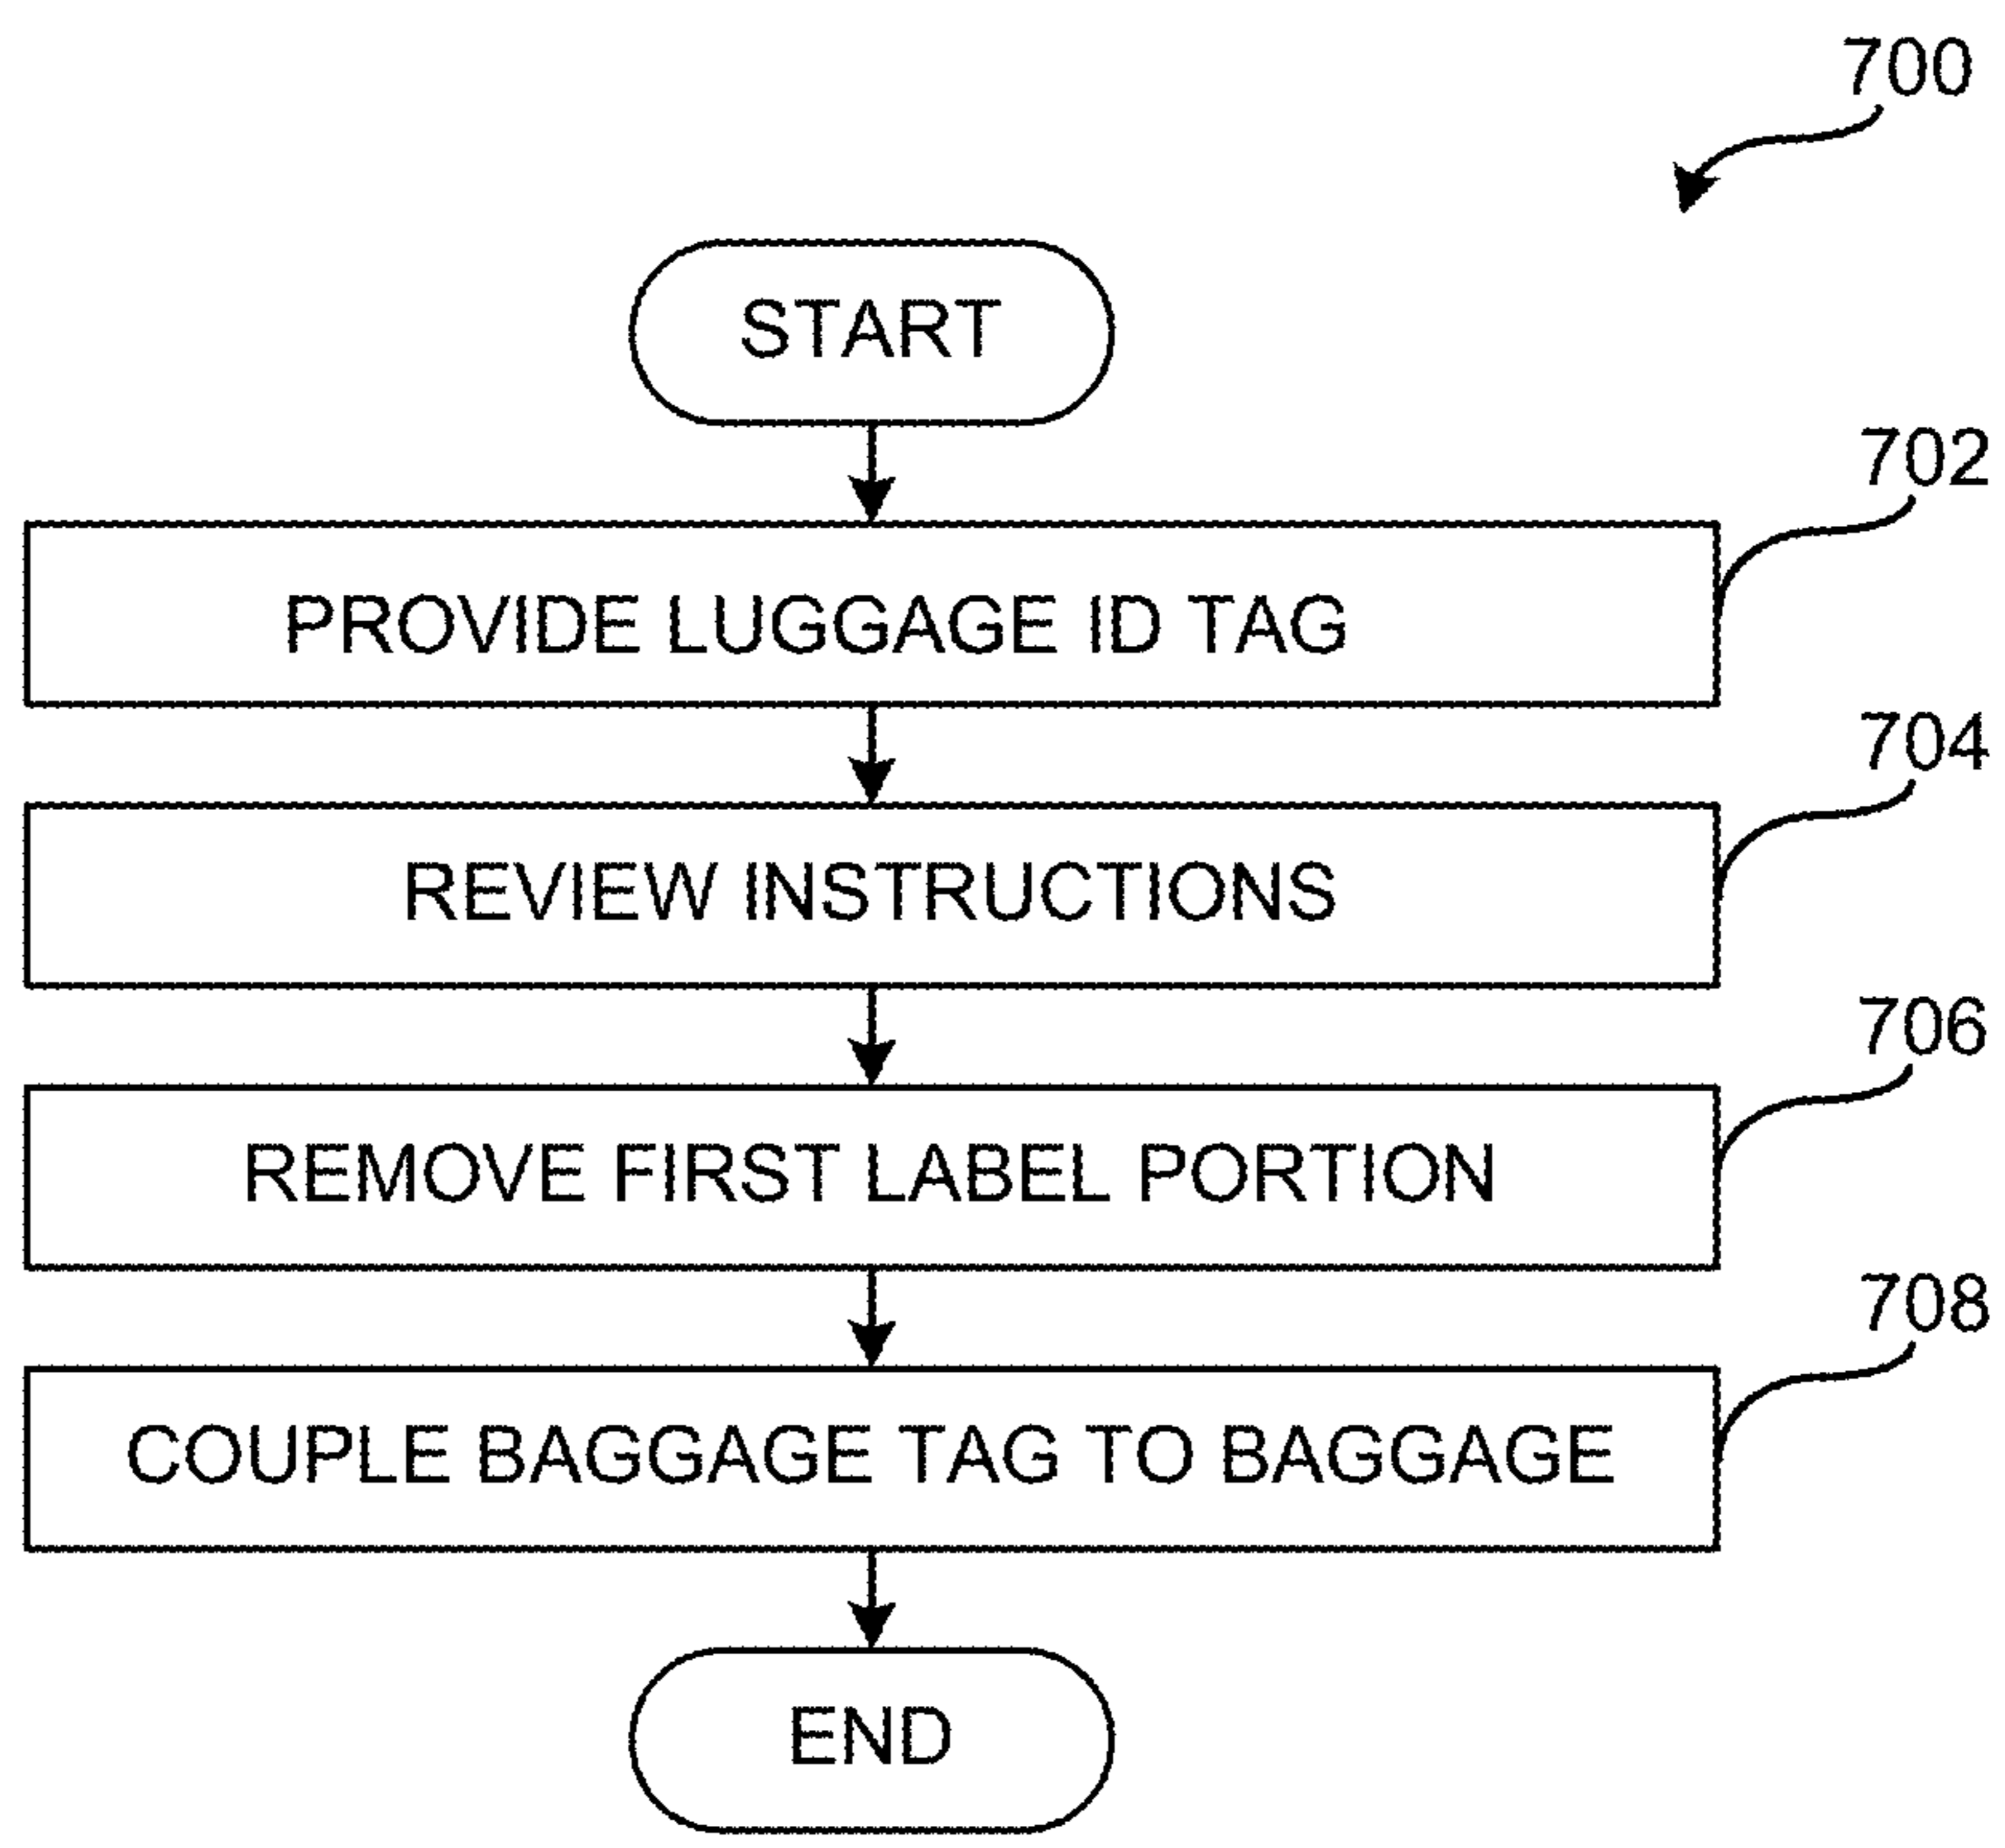 700
START
702
PROVIDE LUGGAGE ID TAG
704
REVIEW INSTRUCTIONS
706
REMOVE FIRST LABEL PORTION
708
COUPLE BAGGAGE TAG TO BAGGAGE
END